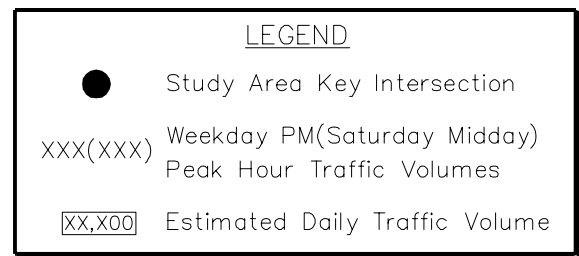 LEGEND
Study Area Key Intersection
XXX(XXX) Weekday PM(Saturday Midday)
Peak Hour Traffic Volumes
XX,X00 Estimated Daily Traffic Volume